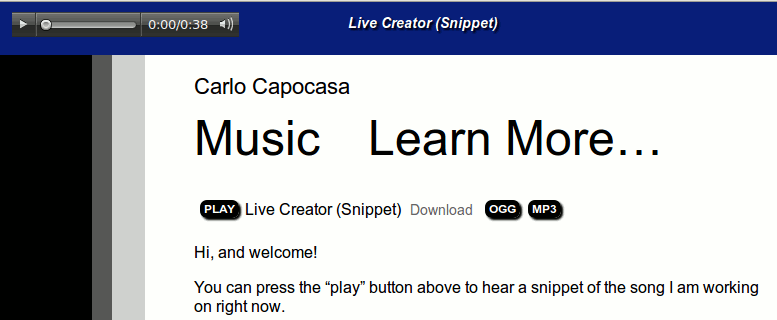 0:00/0:38
Live Creator (Snippet)
Carlo Capocasa
Music Learn More…
PLAY Live Creator (Snippet) Download OGG MP3
Hi, and welcome!
You can press the “play” button above to hear a snippet of the song I am working
on right now.